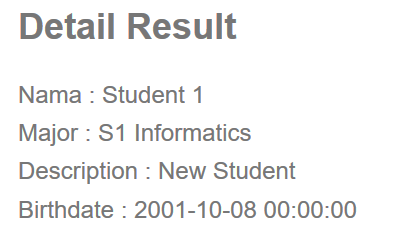 Detail Result
Nama : Student 1
Major : S1 Informatics
Description : New Student
Birthdate : 2001-10-08 00:00:00